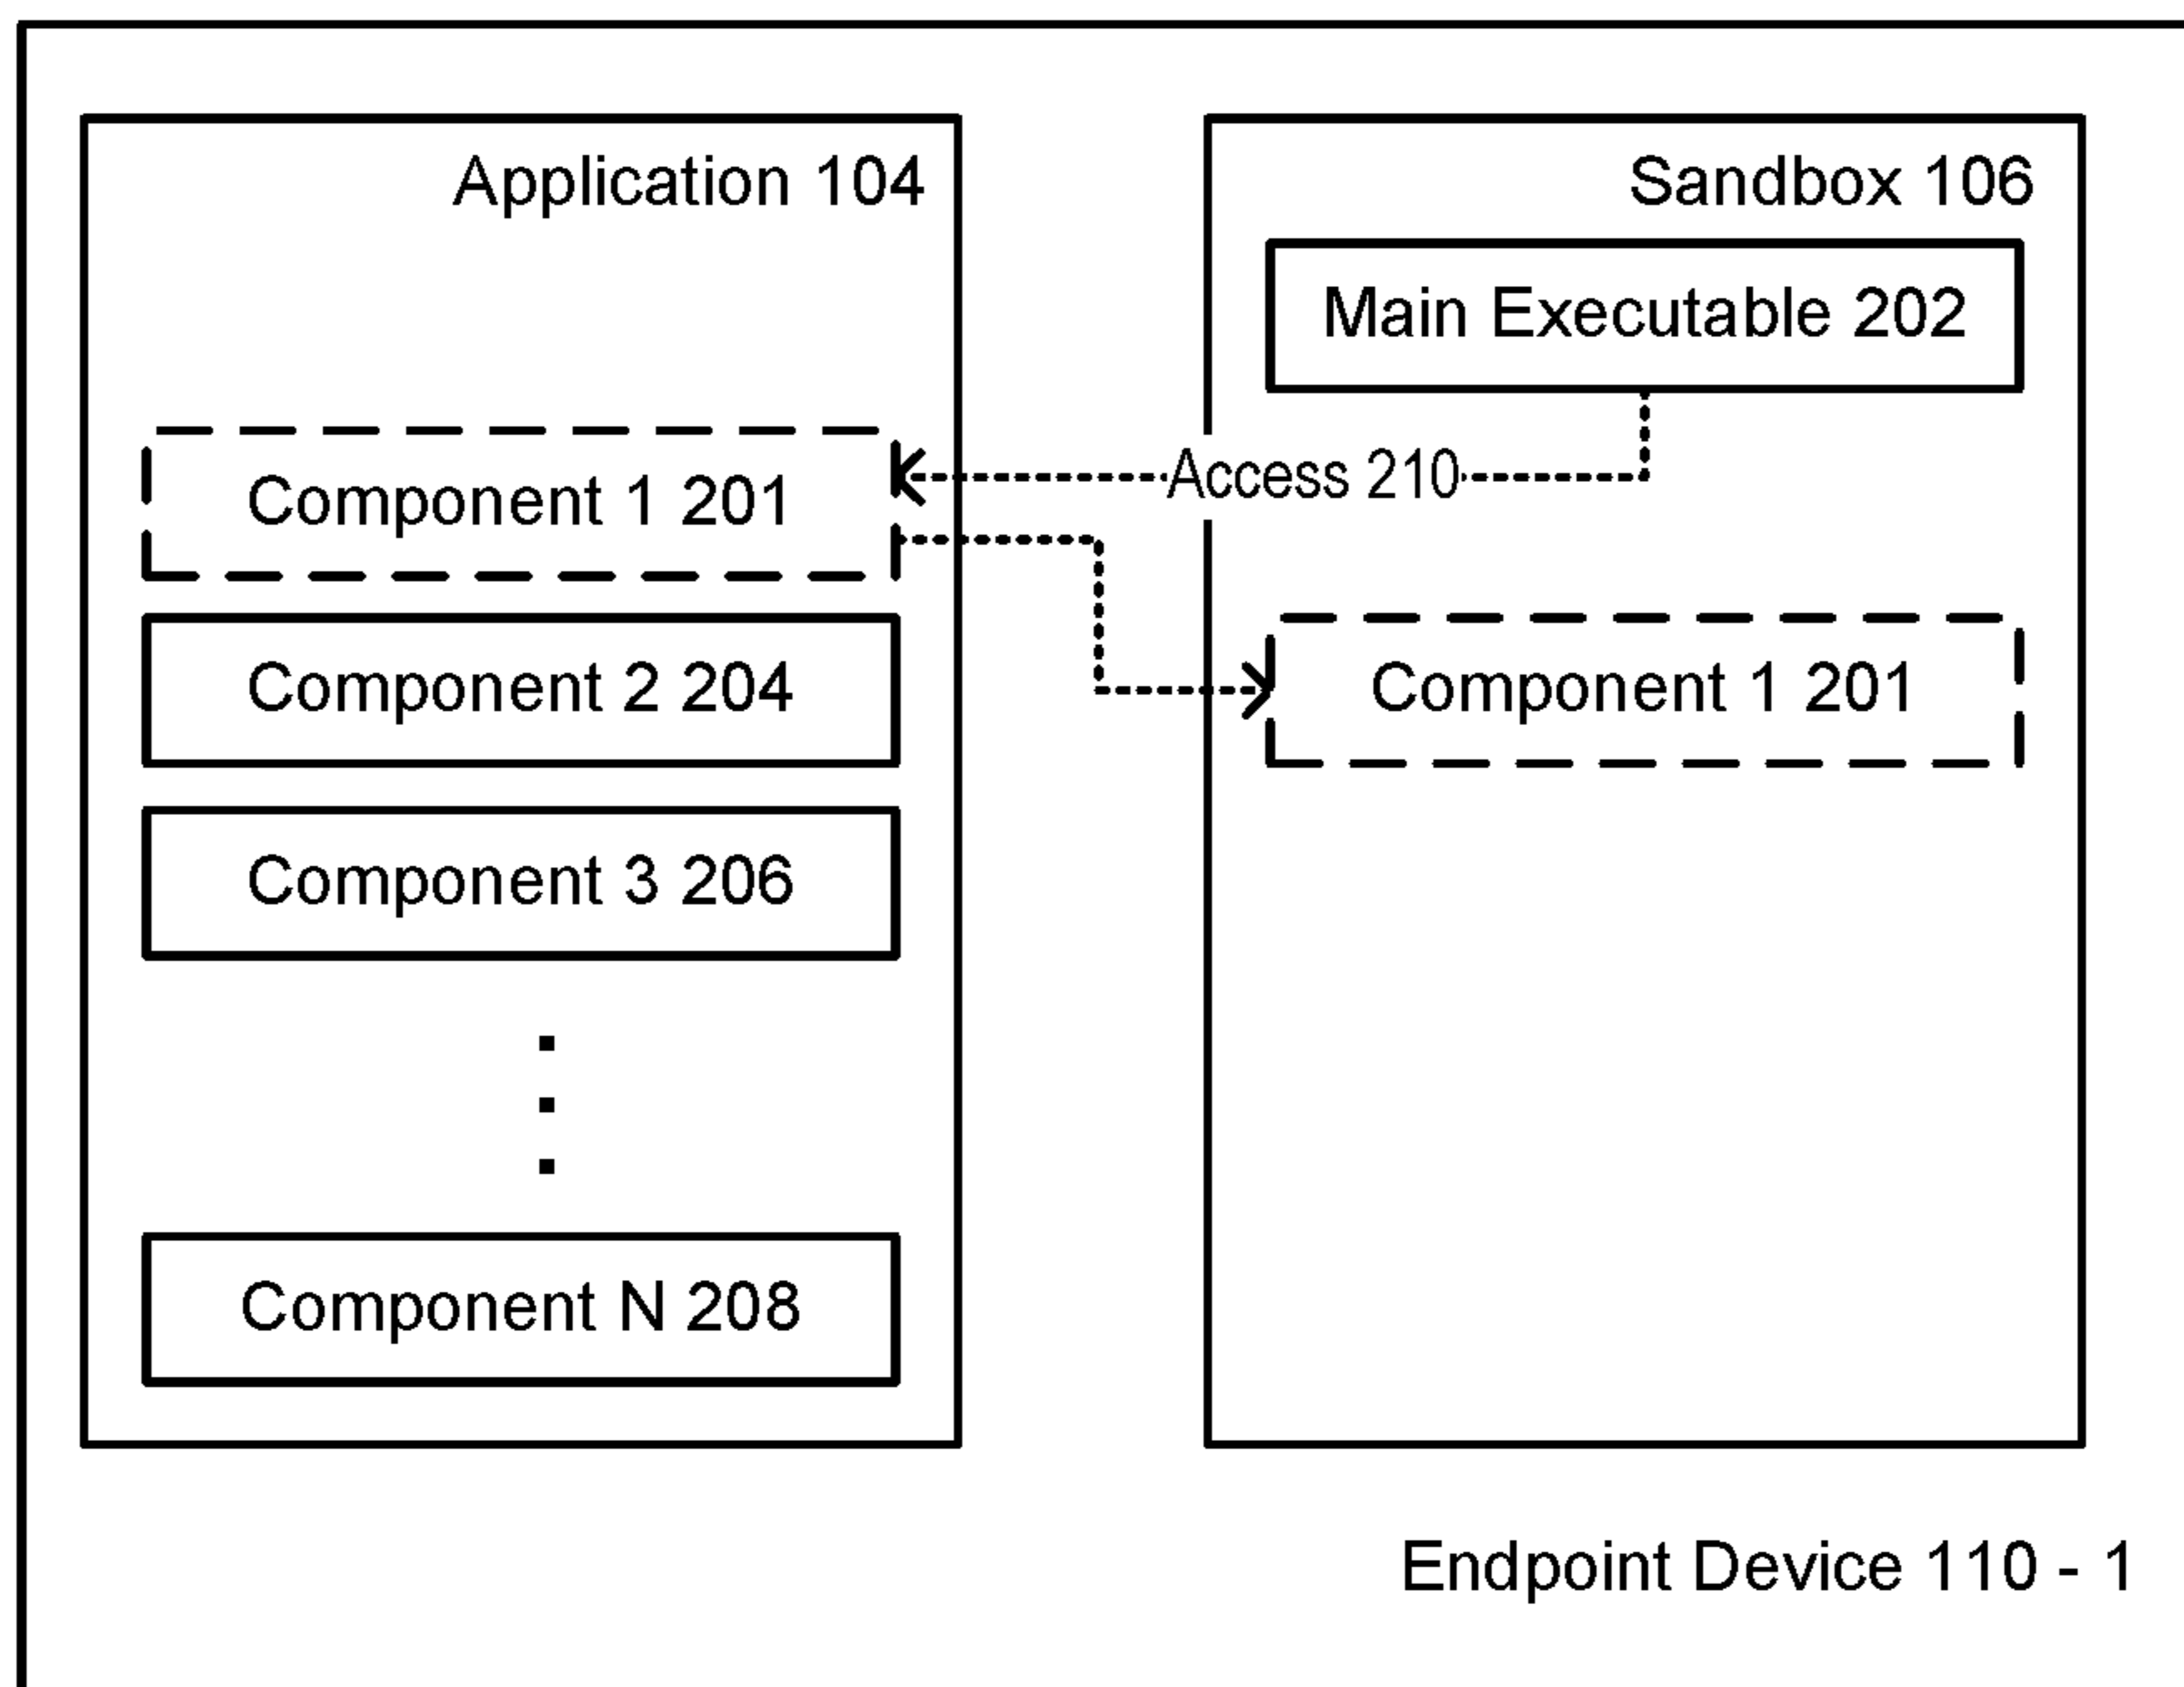 Application 104
Component 1 201
Component 2 204
Component 3 206
Component N 208
Sandbox 106
Main Executable 202
Access 210
Component 1 201
Endpoint Device 110 - 1